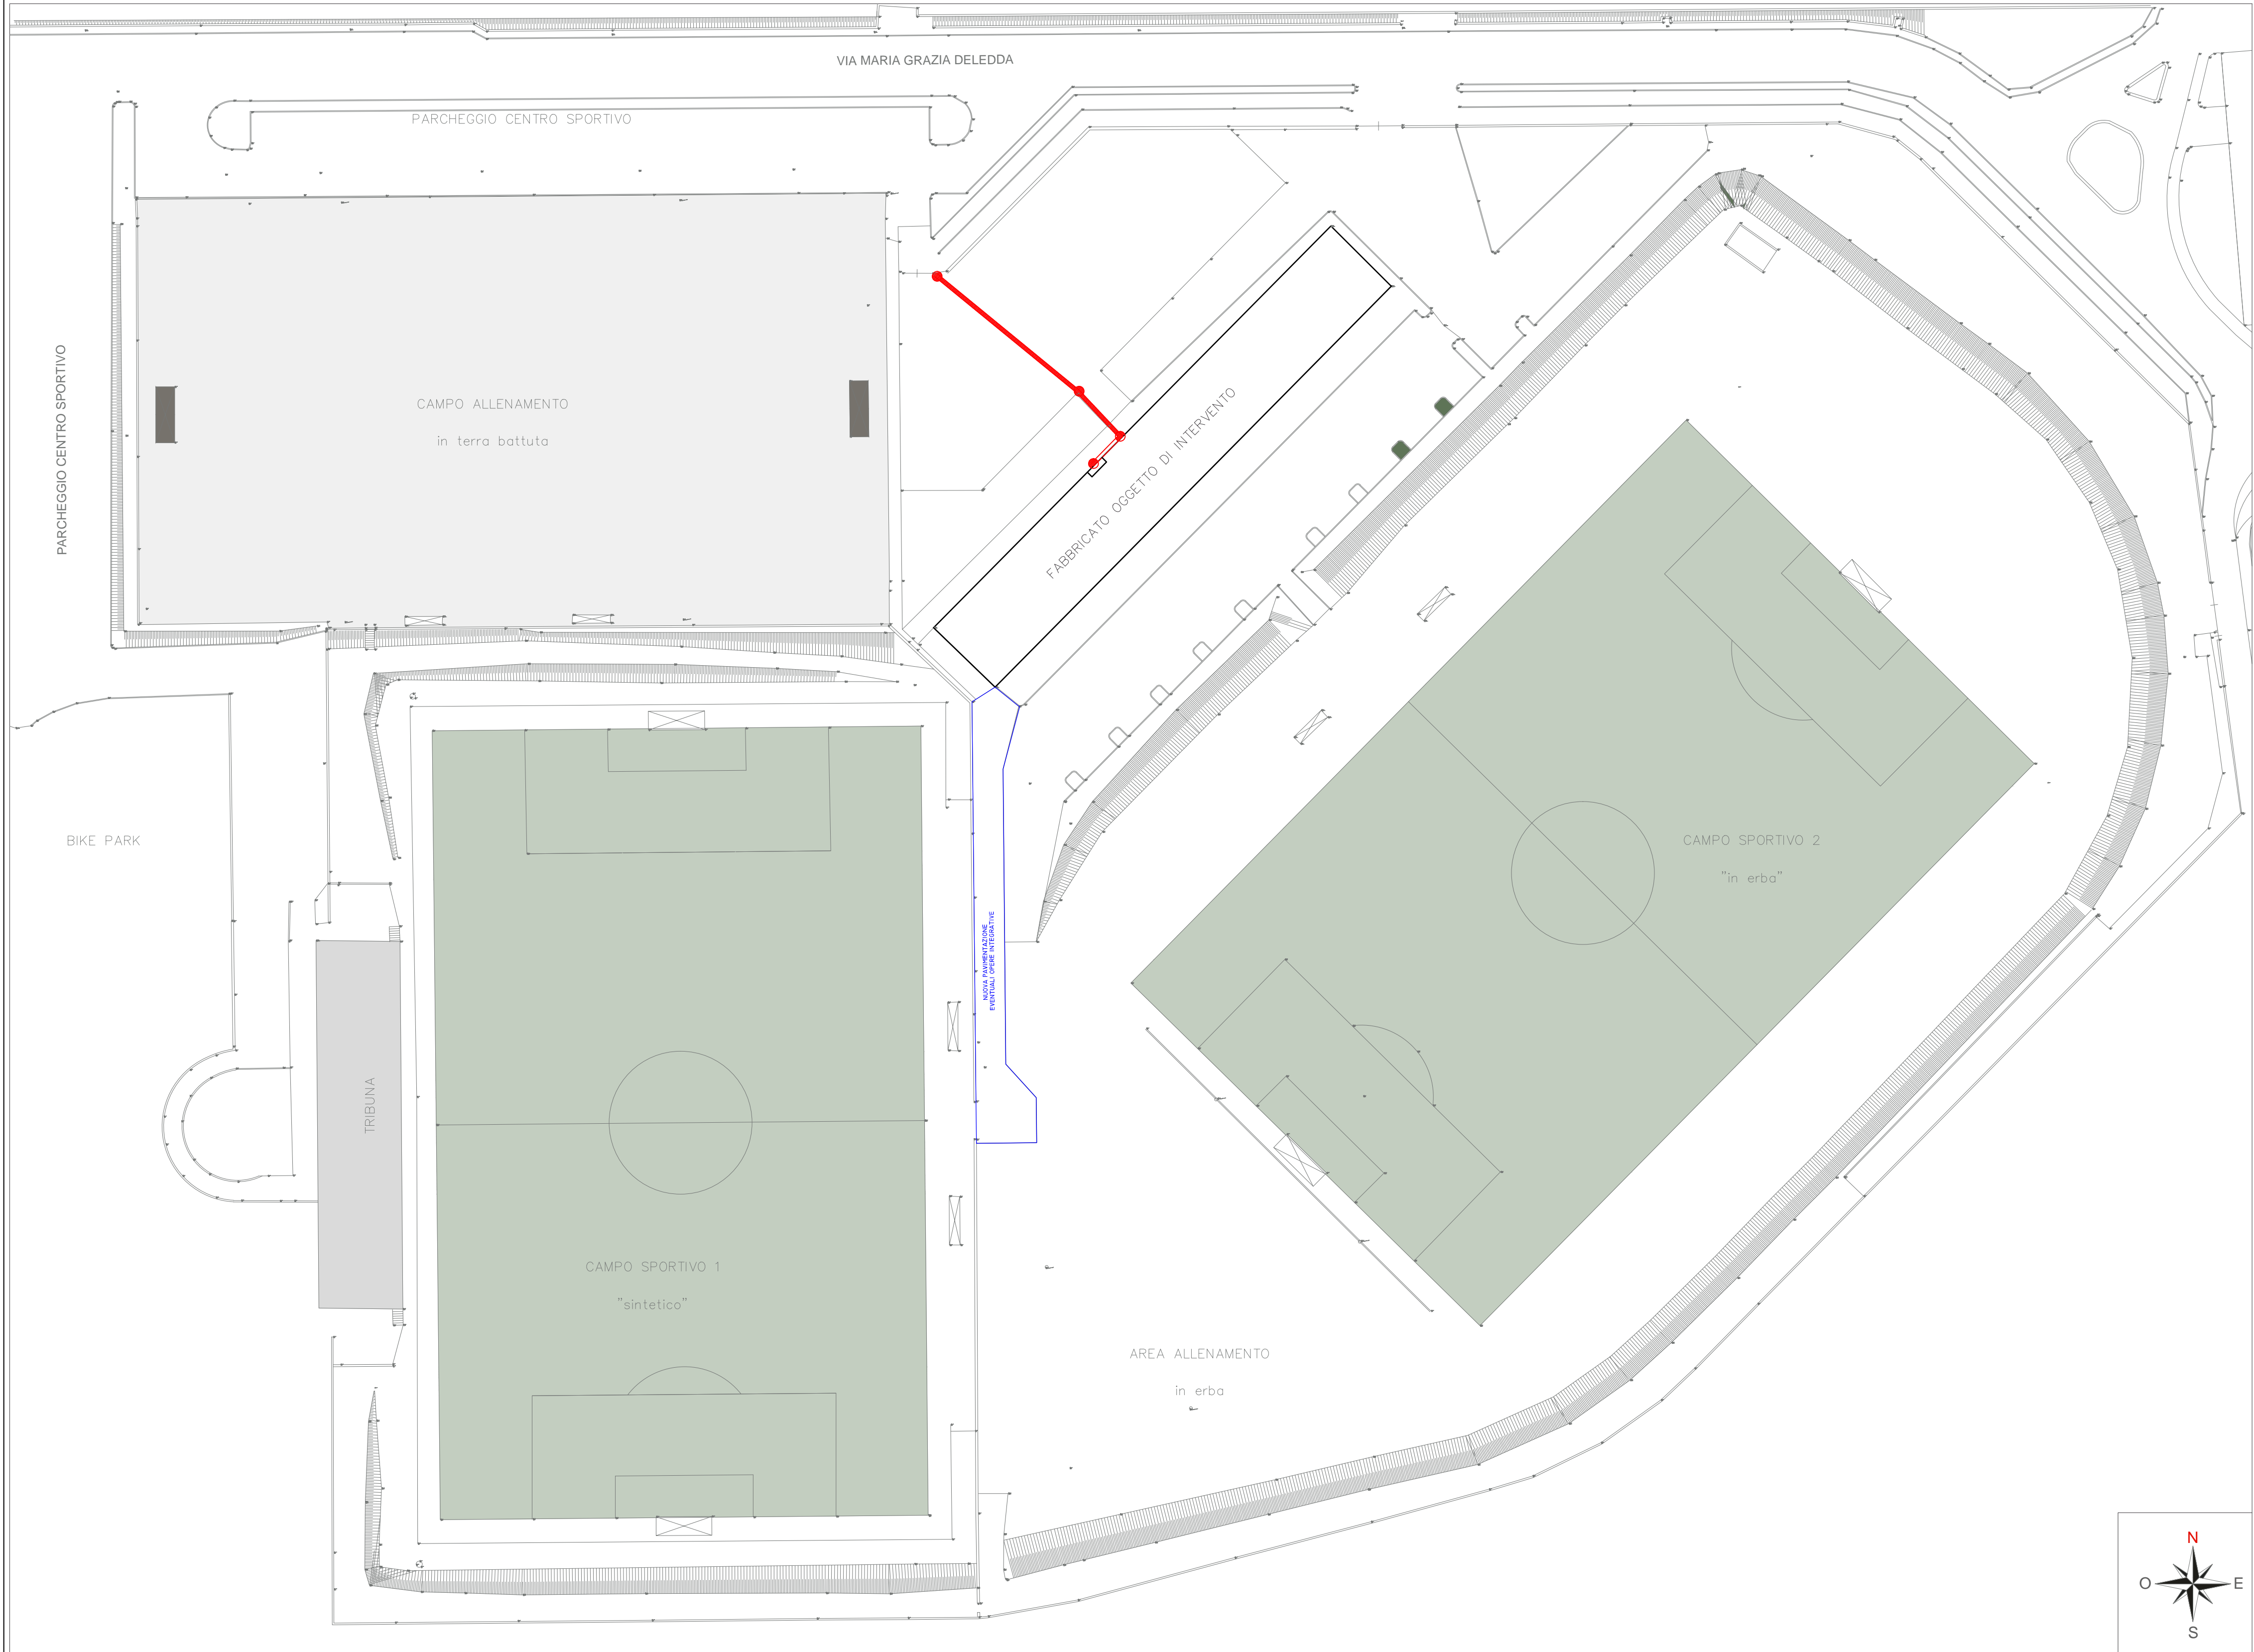 VIA MARIA GRAZIA DELEDDA
PARCHEGGIO CENTRO SPORTIVO
PARCHEGGIO CENTRO SPORTIVO
CAMPO ALLENAMENTO
in terra battuta
FABBRICATO OGGETTO DI INTERVENTO
BIKE PARK
CAMPO SPORTIVO 2
"in erba"
NUOVA PAVIMENTAZIONE
EVENTUALI OPERE INTEGRATIVE
TRIBUNA
CAMPO SPORTIVO 1
"sintetico"
AREA ALLENAMENTO
in erba
N
O
E
S